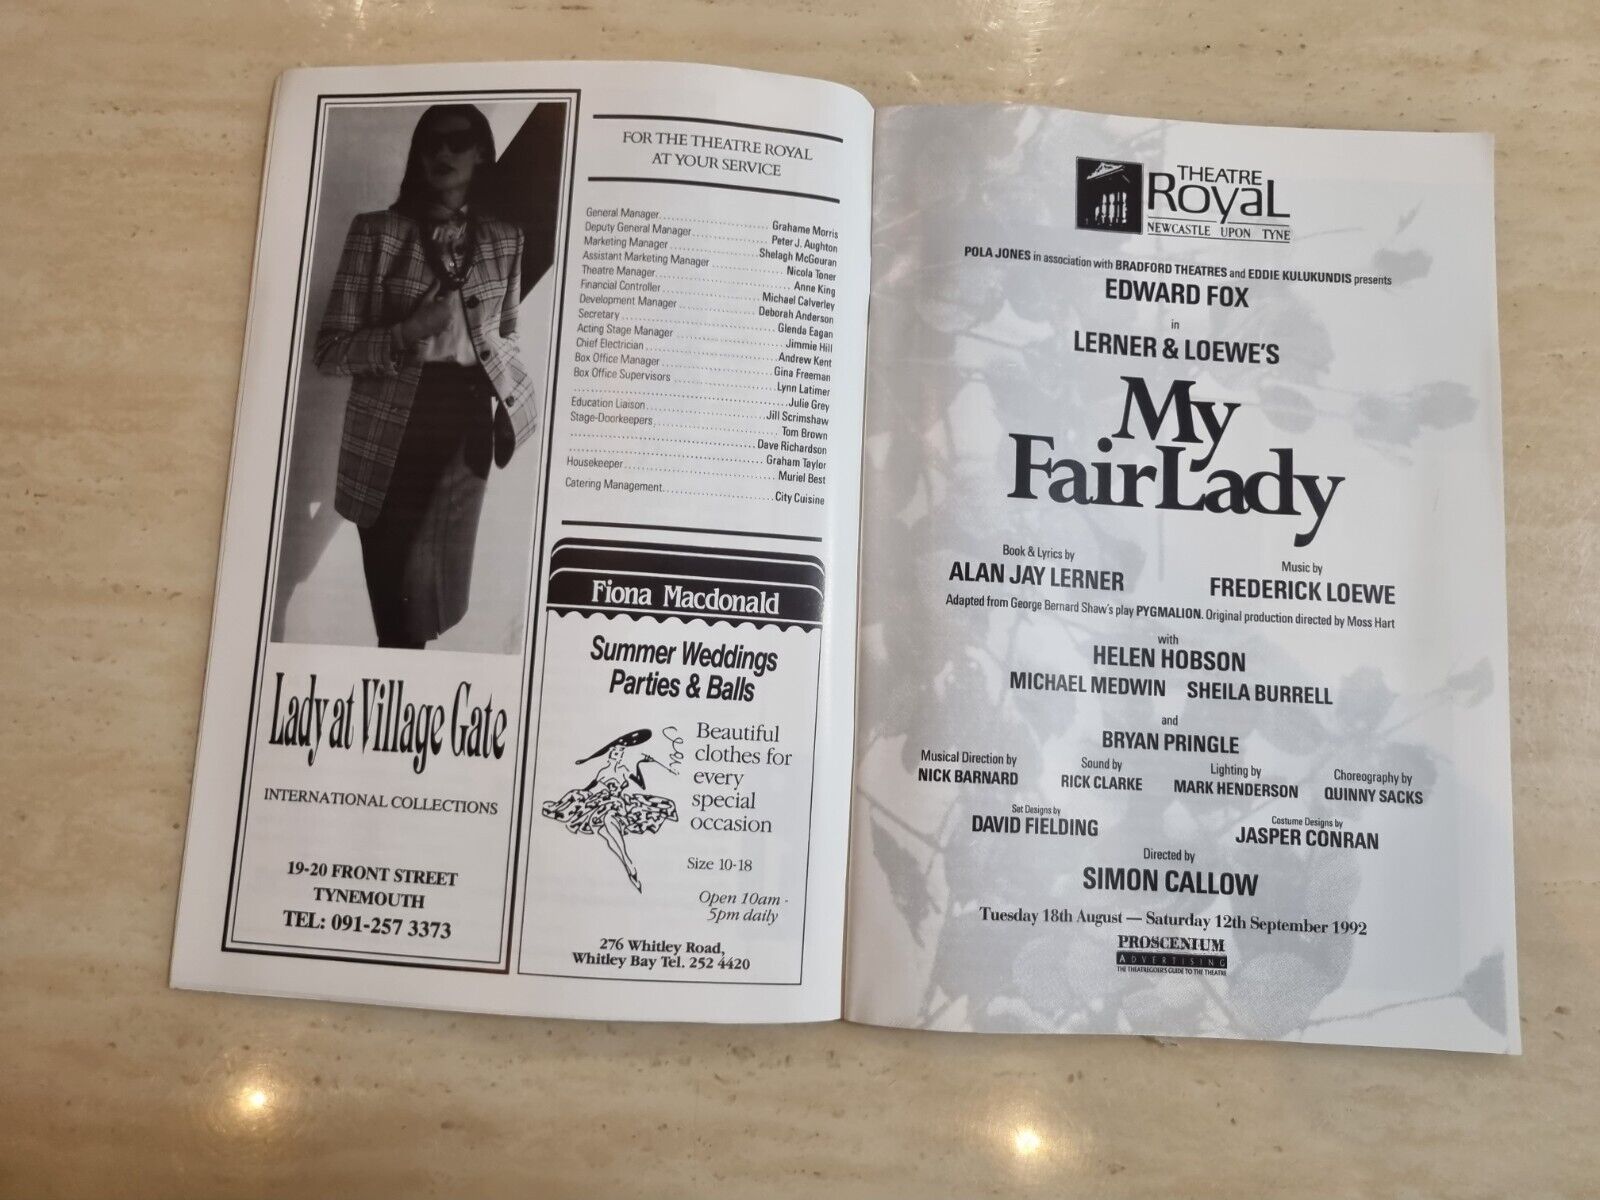 Lady at Village Gate
INTERNATIONAL COLLECTIONS
19-20 FRONT STREET
TYNEMOUTH
TEL: 091-257 3373
FOR THE THEATRE ROYAL
AT YOUR SERVICE
General Manager.................... Grahame Morris
Deputy General Manager.................... Peter J. Aughton
Marketing Manager.................... Shelagh McGouran
Assistant Marketing Manager.................... Nicola Toner
Theatre Manager.................... Anne King
Financial Controller.................... Michael Calverley
Development Manager.................... Deborah Anderson
Secretary.................... Glenda Eagan
Acting Stage Manager.................... Jimmie Hill
Chief Electrician.................... Andrew Kent
Box Office Manager.................... Gina Freeman
Box Office Supervisors.................... Lynn Latimer
.................... Julie Grey
Education Liaison.................... Jill Scrimshaw
Stage-Doorkeepers.................... Tom Brown
.................... Dave Richardson
.................... Graham Taylor
Housekeeper.................... Muriel Best
Catering Management.................... City Cuisine
Fiona Macdonald
Summer Weddings
Parties & Balls
Beautiful
clothes for
every
special
occasion
Size 10-18
Open 10am -
5pm daily
276 Whitley Road,
Whitley Bay Tel. 252 4420
THEATRE
RoyaL
NEWCASTLE UPON TYNE
POLA JONES in association with BRADFORD THEATRES and EDDIE KULUKUNDIS presents
EDWARD FOX
in
LERNER & LOEWE'S
My
Fair Lady
Book & Lyrics by
ALAN JAY LERNER
Music by
FREDERICK LOEWE
Adapted from George Bernard Shaw's play PYGMALION. Original production directed by Moss Hart
with
HELEN HOBSON
MICHAEL MEDWIN SHEILA BURRELL
and
BRYAN PRINGLE
Musical Direction by
NICK BARNARD
Sound by
RICK CLARKE
Lighting by
MARK HENDERSON
Choreography by
QUINNY SACKS
Set Designs by
DAVID FIELDING
Costume Designs by
JASPER CONRAN
Directed by
SIMON CALLOW
Tuesday 18th August — Saturday 12th September 1992
PROSCENIUM
ADVERTISING
THE THEATREGOER'S GUIDE TO THE THEATRE